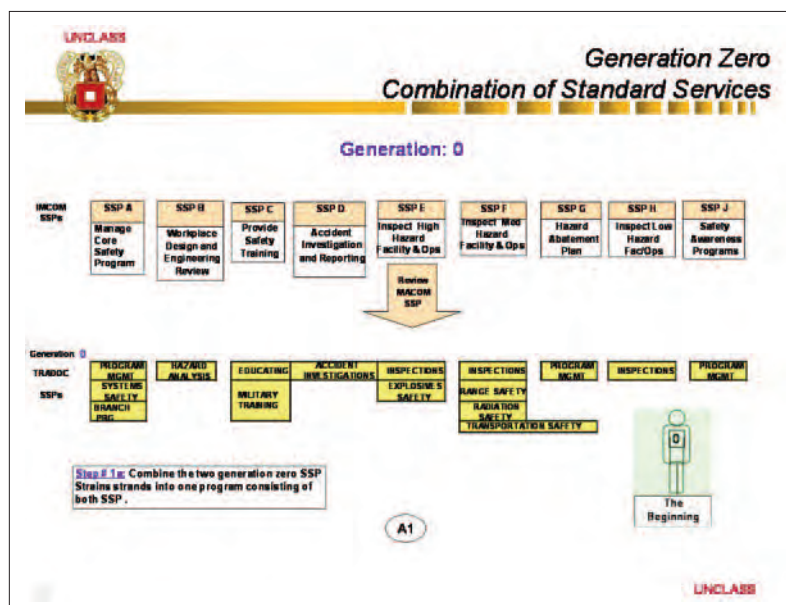 UNCLASS
Generation Zero
Combination of Standard Services
Generation: 0
IMCOM
SSPs
SSP A
Manage
Core
Safety
Program
SSP B
Workplace
Design and
Engineering
Review
SSP C
Provide
Safety
Training
SSP D
Accident
Investigation
and Reporting
SSP E
Inspect High
Hazard
Facility & Ops
SSP F
Inspect Med
Hazard
Facility & Ops
SSP G
Hazard
Abatement
Plan
SSP H
Inspect Low
Hazard
Fac/Ops
SSP J
Safety
Awareness
Programs
Review
MACOM
SSP
Generation 0
TRADOC
SSPs
PROGRAM
MGMT
SYSTEMS
SAFETY
BRANCH
PRG
HAZARD
ANALYSIS
EDUCATING
MILITARY
TRAINING
ACCIDENT
INVESTIGATIONS
INSPECTIONS
EXPLOSIVES
SAFETY
INSPECTIONS
RANGE SAFETY
RADIATION
SAFETY
TRANSPORTATION SAFETY
PROGRAM
MGMT
INSPECTIONS
PROGRAM
MGMT
Step # 1a: Combine the two generation zero SSP
Strains strands into one program consisting of
both SSP .
0
The
Beginning
A1
UNCLASS